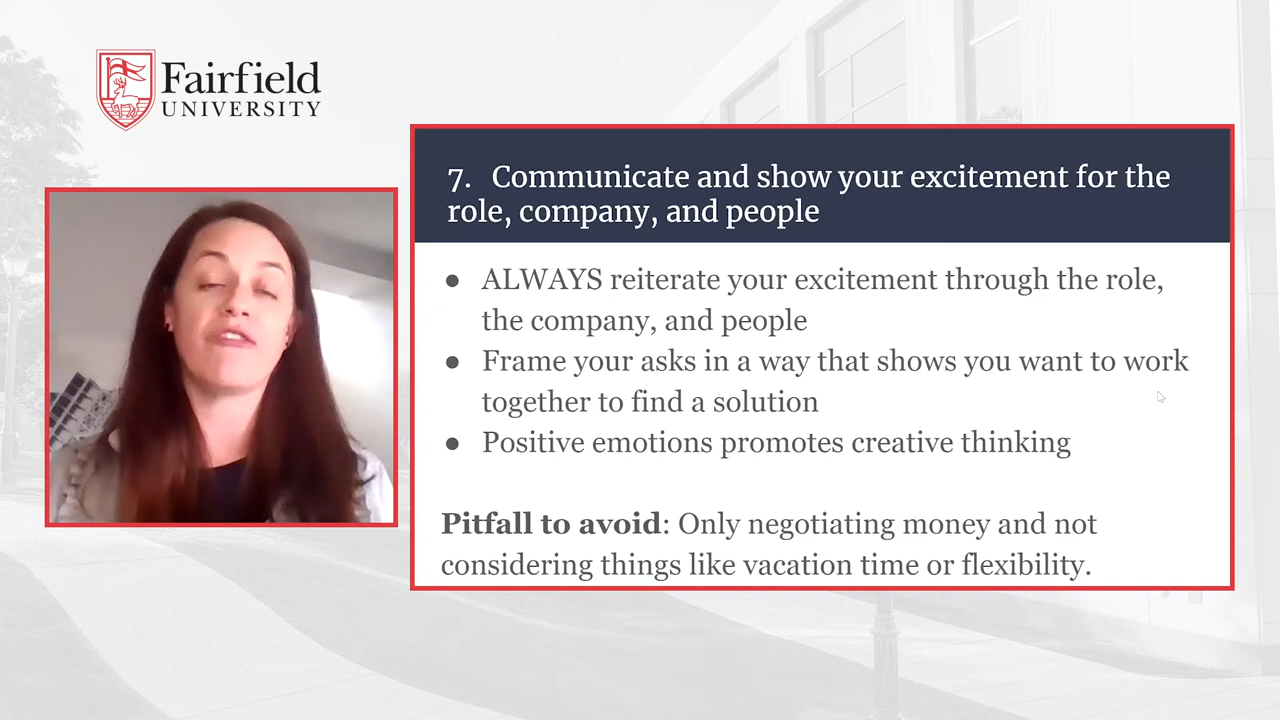 Fairfield
UNIVERSITY
7. Communicate and show your excitement for the
role, company, and people
● ALWAYS reiterate your excitement through the role,
the company, and people
● Frame your asks in a way that shows you want to work
together to find a solution
● Positive emotions promotes creative thinking
Pitfall to avoid: Only negotiating money and not
considering things like vacation time or flexibility.